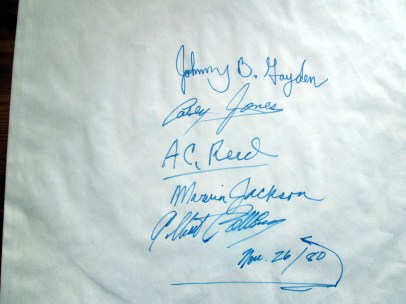 Johnny B. Gayden
Casey Jones
A.C. Reed
Marvin Jackson
Albert Collins
Nov. 26/80